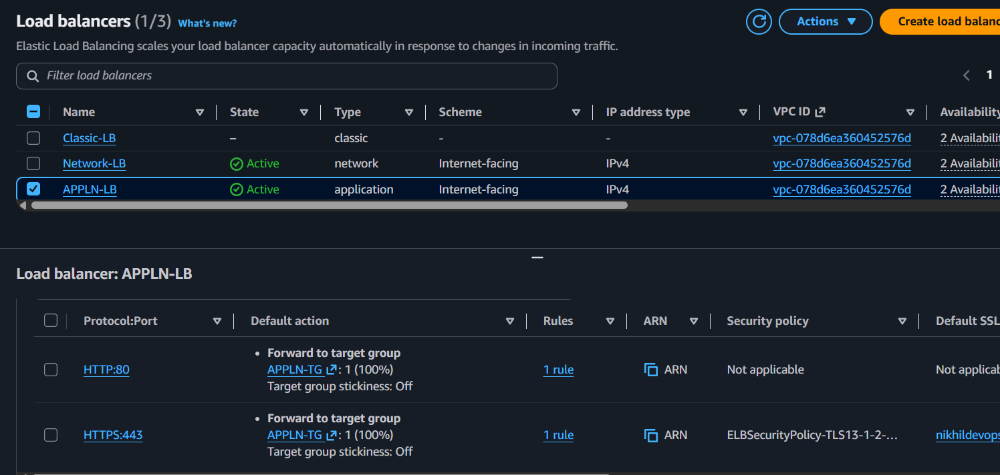 Load balancers (1/3) What's new?
Actions
Create load balanc
Elastic Load Balancing scales your load balancer capacity automatically in response to changes in incoming traffic.
Filter load balancers
1
Name State Type Scheme IP address type VPC ID Availability
Classic-LB – classic - - vpc-078d6ea360452576d 2 Availabilit
Network-LB Active network Internet-facing IPv4 vpc-078d6ea360452576d 2 Availabilit
APPLN-LB Active application Internet-facing IPv4 vpc-078d6ea360452576d 2 Availabilit
Load balancer: APPLN-LB
Protocol:Port Default action Rules ARN Security policy Default SSL
• Forward to target group
HTTP:80 APPLN-TG : 1 (100%) 1 rule ARN Not applicable Not applicab
Target group stickiness: Off
• Forward to target group
HTTPS:443 APPLN-TG : 1 (100%) 1 rule ARN ELBSecurityPolicy-TLS13-1-2-... nikhildevops
Target group stickiness: Off